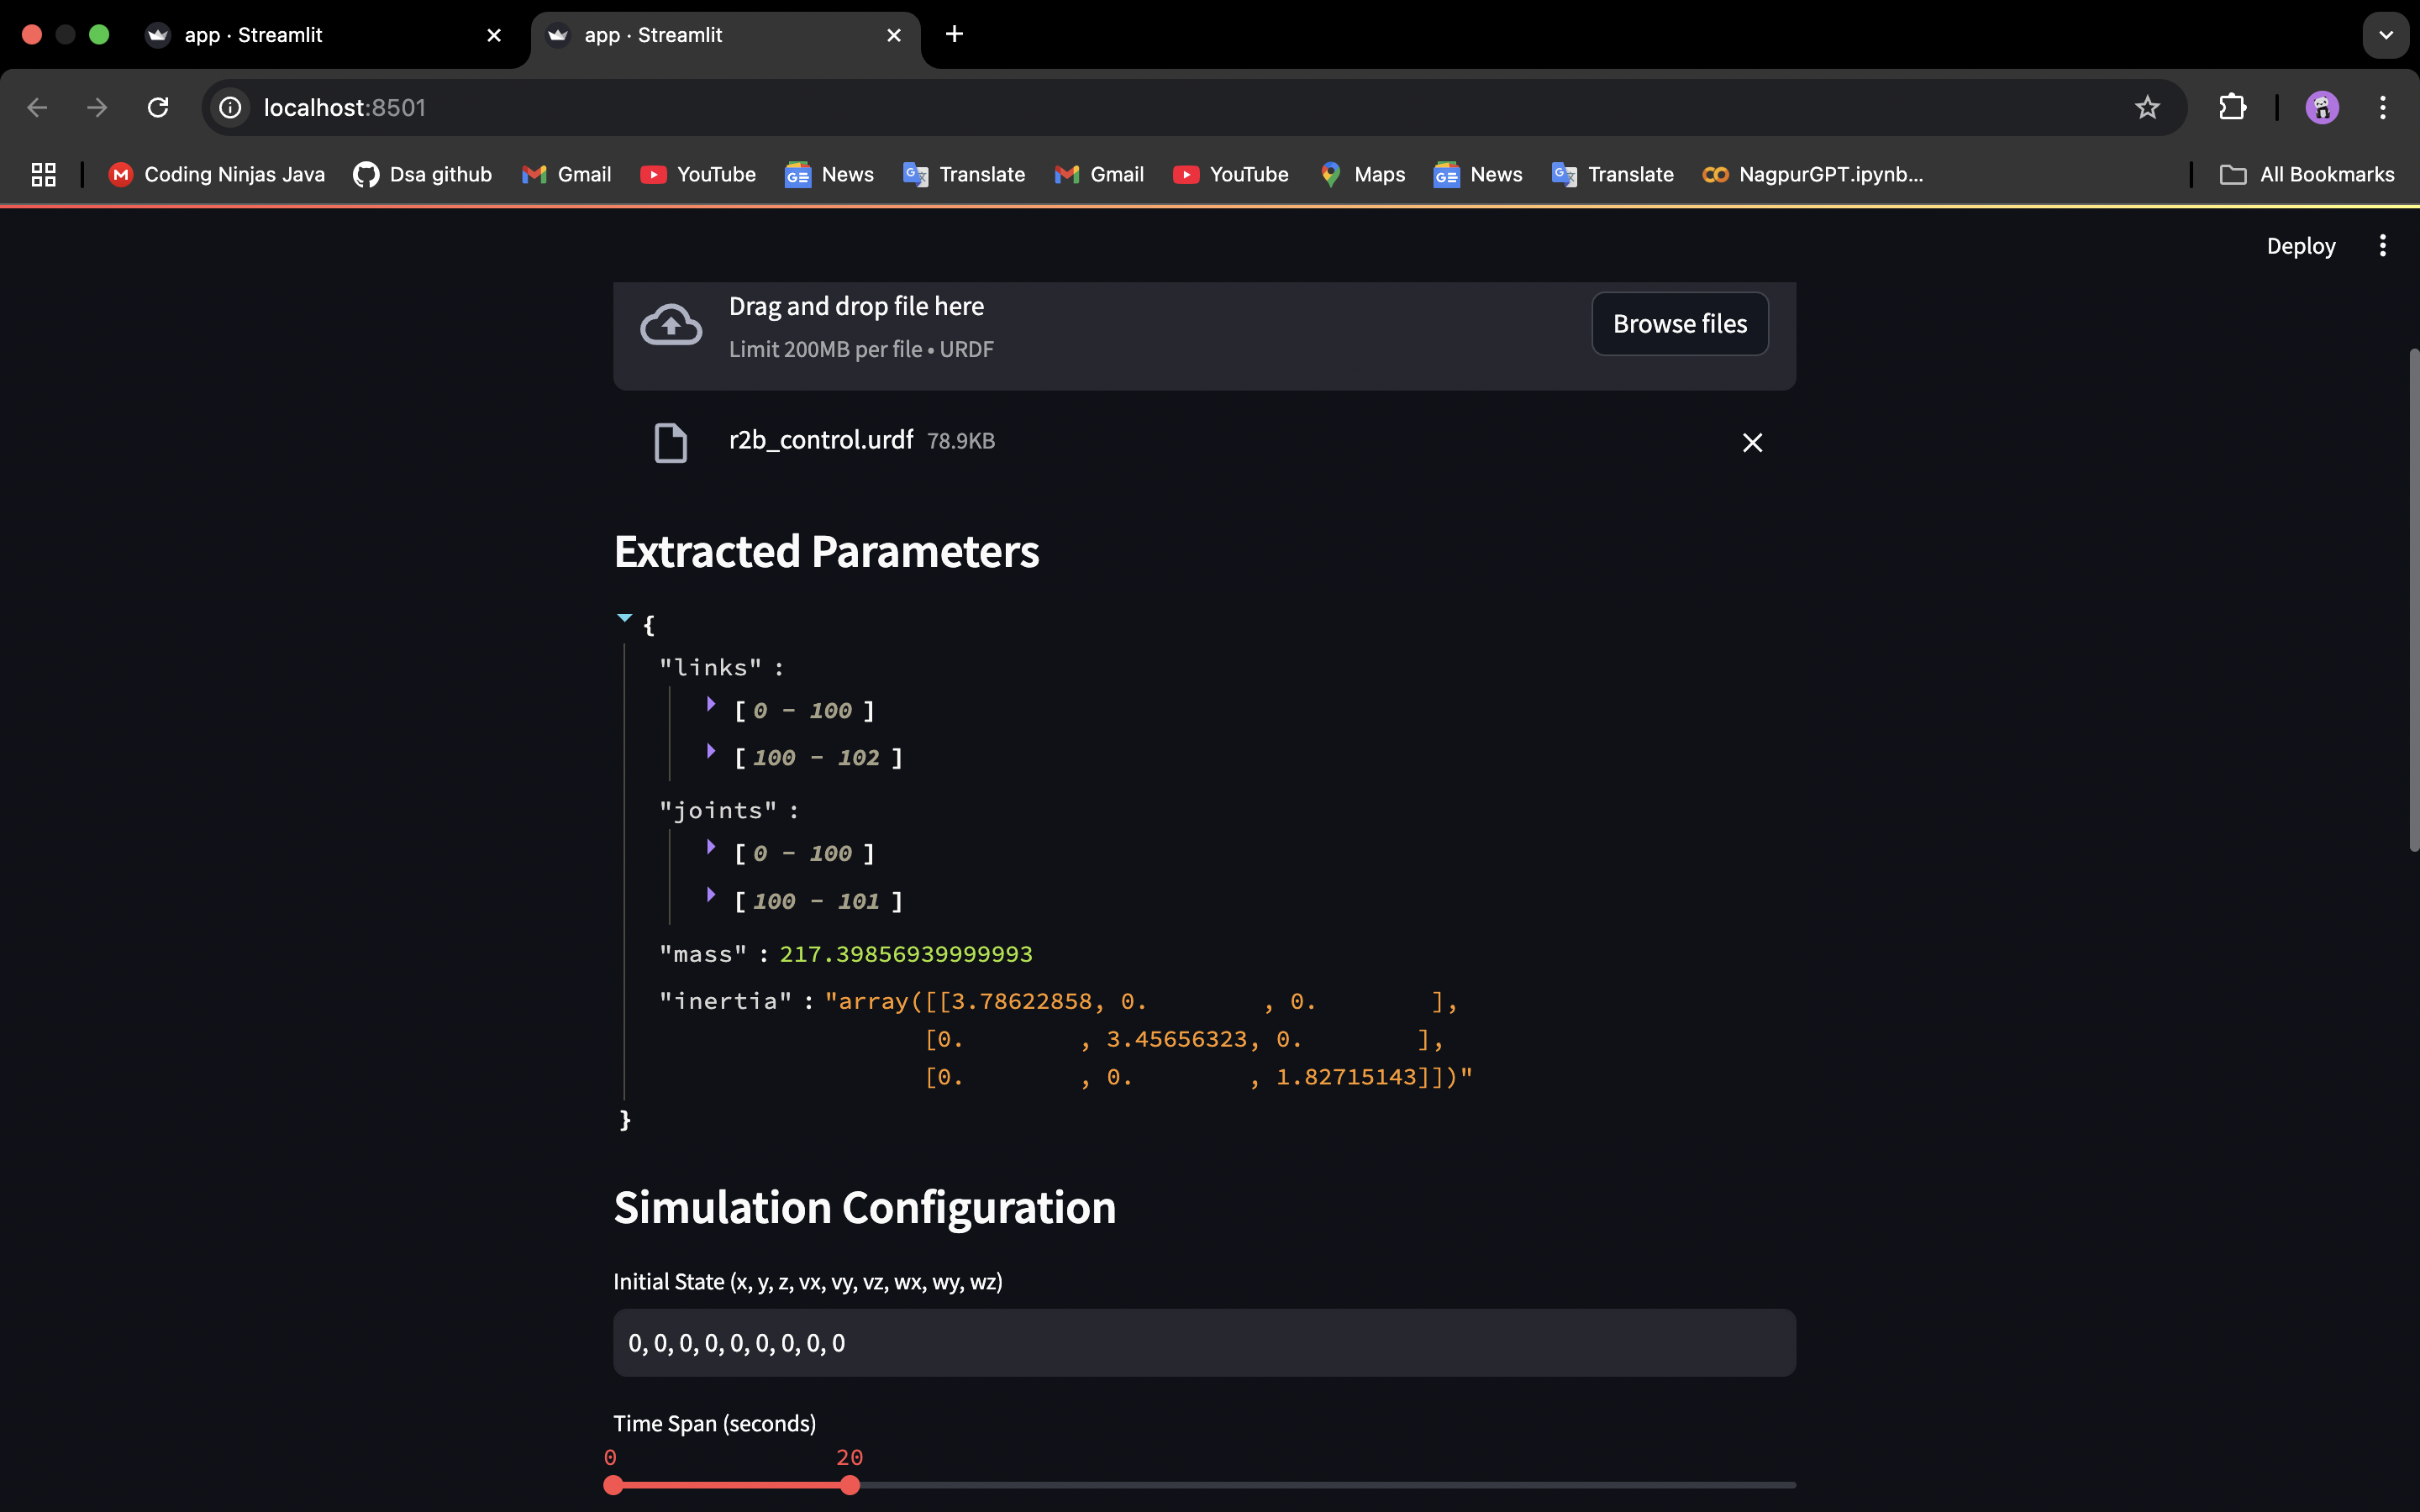 app · Streamlit
app · Streamlit
localhost:8501
Coding Ninjas Java Dsa github Gmail YouTube News Translate Gmail YouTube Maps News Translate NagpurGPT.ipynb... All Bookmarks
Deploy
Drag and drop file here
Limit 200MB per file • URDF
Browse files
r2b_control.urdf 78.9KB
Extracted Parameters
{
"links" :
[ 0 - 100 ]
[ 100 - 102 ]
"joints" :
[ 0 - 100 ]
[ 100 - 101 ]
"mass" : 217.39856939999993
"inertia" : "array([[3.78622858, 0.        , 0.        ],
[0.        , 3.45656323, 0.        ],
[0.        , 0.        , 1.82715143]])"
}
Simulation Configuration
Initial State (x, y, z, vx, vy, vz, wx, wy, wz)
0, 0, 0, 0, 0, 0, 0, 0, 0
Time Span (seconds)
0 20